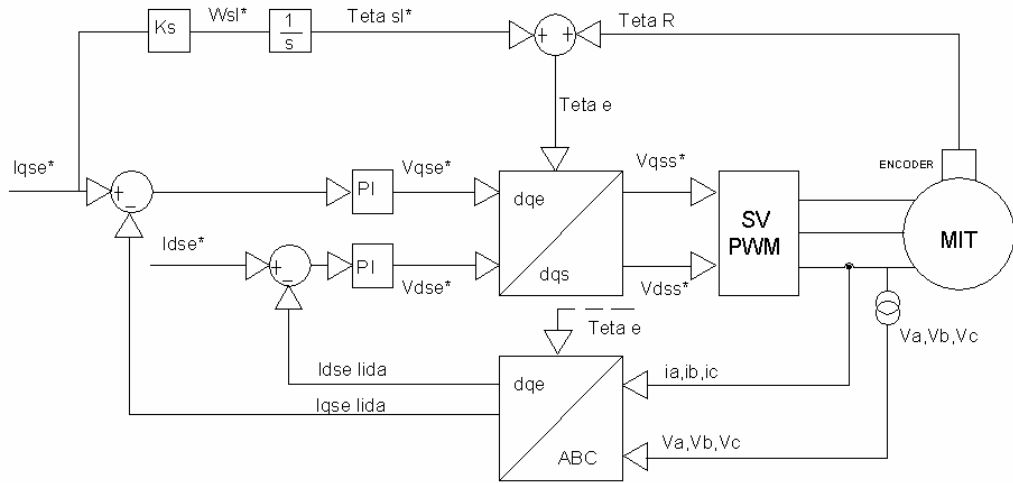 Wsl*
Teta sl*
Teta R
Ks
1
s
+
+
Teta e
Iqse*
Vqse*
Vqss*
ENCODER
+
−
PI
dqe
SV
PWM
MIT
Idse*
+
−
PI
Vdse*
dqs
Vdss*
Teta e
Va,Vb,Vc
Idse lida
dqe
ia,ib,ic
Iqse lida
ABC
Va,Vb,Vc